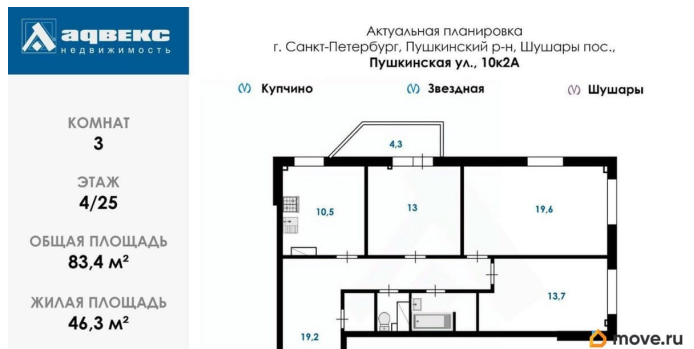 адвекс
недвижимость
Актуальная планировка
г. Санкт-Петербург, Пушкинский р-н, Шушары пос.,
Пушкинская ул., 10к2А
Купчино
Звездная
Шушары
КОМНАТ
3
ЭТАЖ
4/25
ОБЩАЯ ПЛОЩАДЬ
83,4 м²
ЖИЛАЯ ПЛОЩАДЬ
46,3 м²
4,3
10,5
13
19,6
13,7
19,2
move.ru